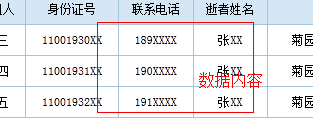 人 身份证号 联系电话 逝者姓名
三 11001930XX 189XXXX 张XX 菊园
四 11001931XX 190XXXX 张XX 菊园
数据内容
五 11001932XX 191XXXX 张XX 菊园